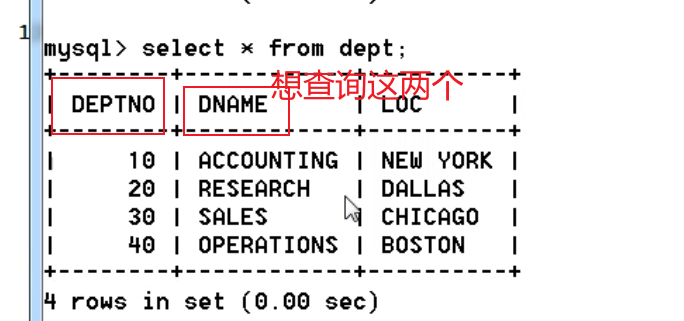 1
mysql> select * from dept;
+--------+------------+----------+
想查询这两个
| DEPTNO | DNAME | LOC |
+--------+------------+----------+
| 10 | ACCOUNTING | NEW YORK |
| 20 | RESEARCH | DALLAS |
| 30 | SALES | CHICAGO |
| 40 | OPERATIONS | BOSTON |
+--------+------------+----------+
4 rows in set (0.00 sec)